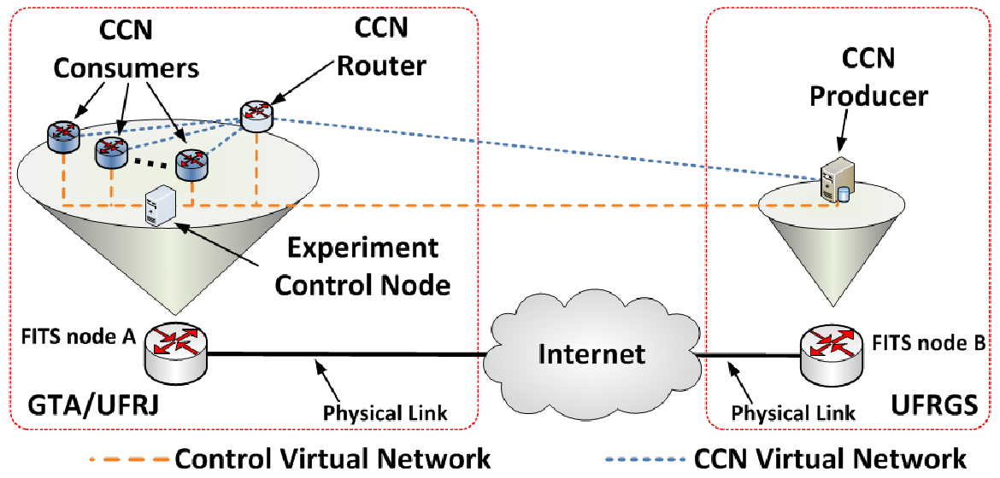 CCN
Consumers
CCN
Router
CCN
Producer
Experiment
Control Node
FITS node A
Internet
FITS node B
GTA/UFRJ
Physical Link
Physical Link
UFRGS
Control Virtual Network
CCN Virtual Network